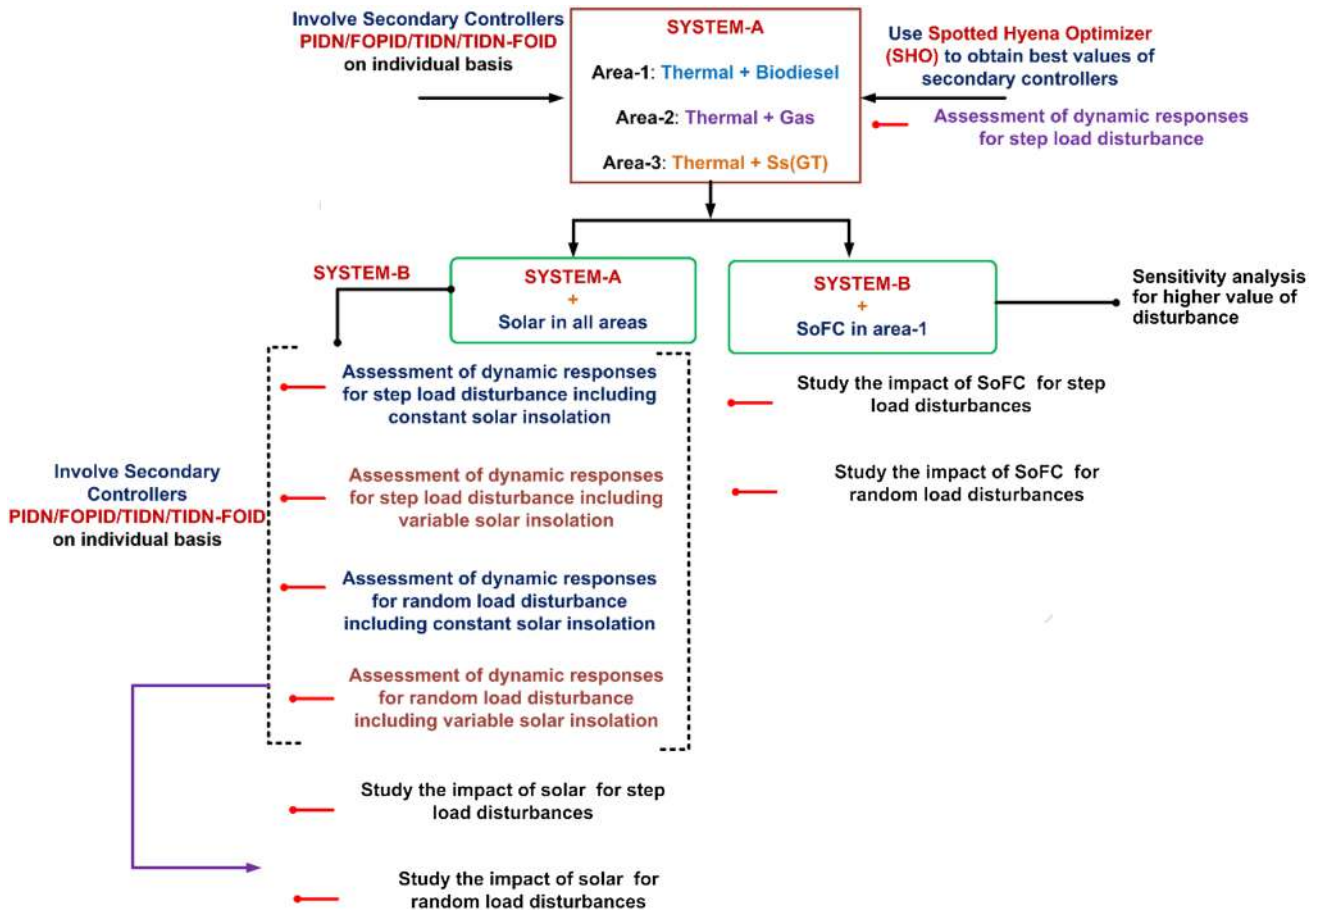 Involve Secondary Controllers
PIDN/FOPID/TIDN/TIDN-FOID
on individual basis
SYSTEM-A
Area-1: Thermal + Biodiesel
Area-2: Thermal + Gas
Area-3: Thermal + Ss(GT)
Use Spotted Hyena Optimizer
(SHO) to obtain best values of
secondary controllers
Assessment of dynamic responses
for step load disturbance
SYSTEM-B
SYSTEM-A
+
Solar in all areas
SYSTEM-B
+
SoFC in area-1
Sensitivity analysis
for higher value of
disturbance
Involve Secondary
Controllers
PIDN/FOPID/TIDN/TIDN-FOID
on individual basis
Assessment of dynamic responses
for step load disturbance including
constant solar insolation
Assessment of dynamic responses
for step load disturbance including
variable solar insolation
Assessment of dynamic responses
for random load disturbance
including constant solar insolation
Assessment of dynamic responses
for random load disturbance
including variable solar insolation
Study the impact of solar for step
load disturbances
Study the impact of solar for
random load disturbances
Study the impact of SoFC for step
load disturbances
Study the impact of SoFC for
random load disturbances